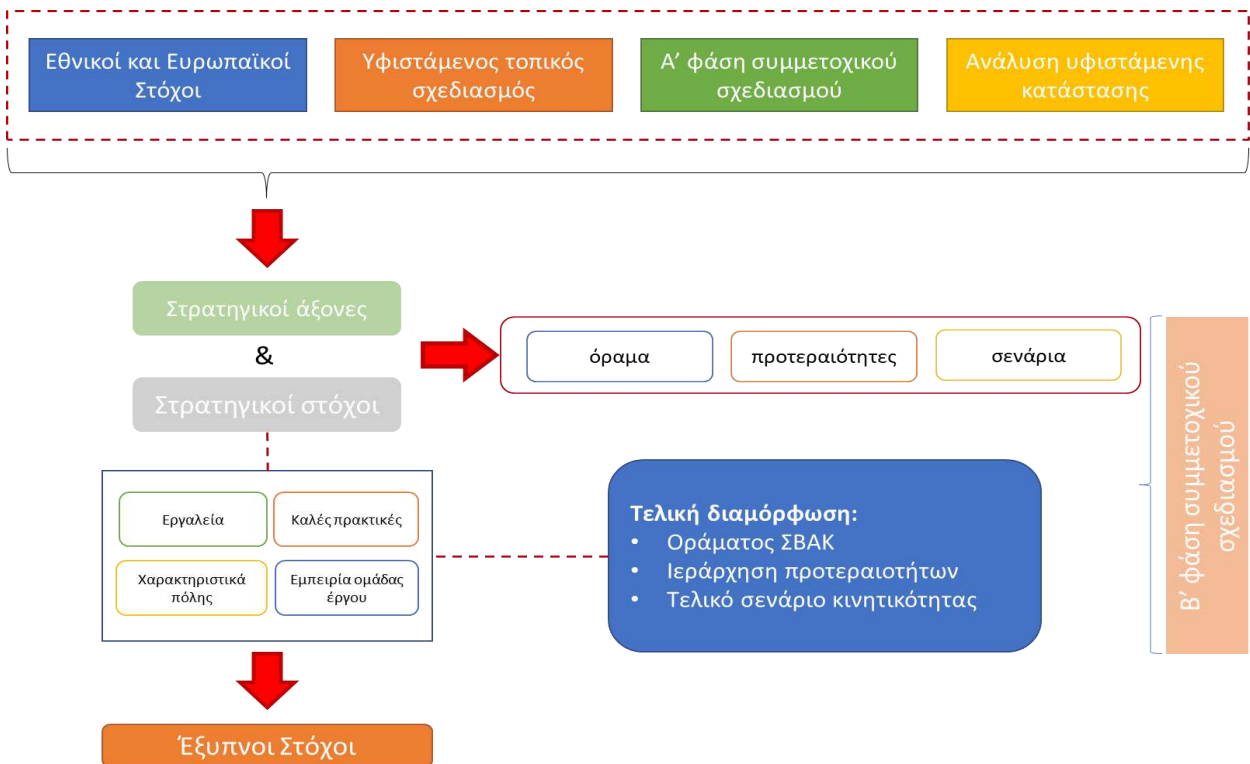 Εθνικοί και Ευρωπαϊκοί
Στόχοι
Υφιστάμενος τοπικός
σχεδιασμός
Α' φάση συμμετοχικού
σχεδιασμού
Ανάλυση υφιστάμενης
κατάστασης
Στρατηγικοί άξονες
&
Στρατηγικοί στόχοι
όραμα
προτεραιότητες
σενάρια
Β' φάση συμμετοχικού
σχεδιασμού
Εργαλεία
Καλές πρακτικές
Χαρακτηριστικά
πόλης
Εμπειρία ομάδας
έργου
Τελική διαμόρφωση:
• Οράματος ΣΒΑΚ
• Ιεράρχηση προτεραιοτήτων
• Τελικό σενάριο κινητικότητας
Έξυπνοι Στόχοι